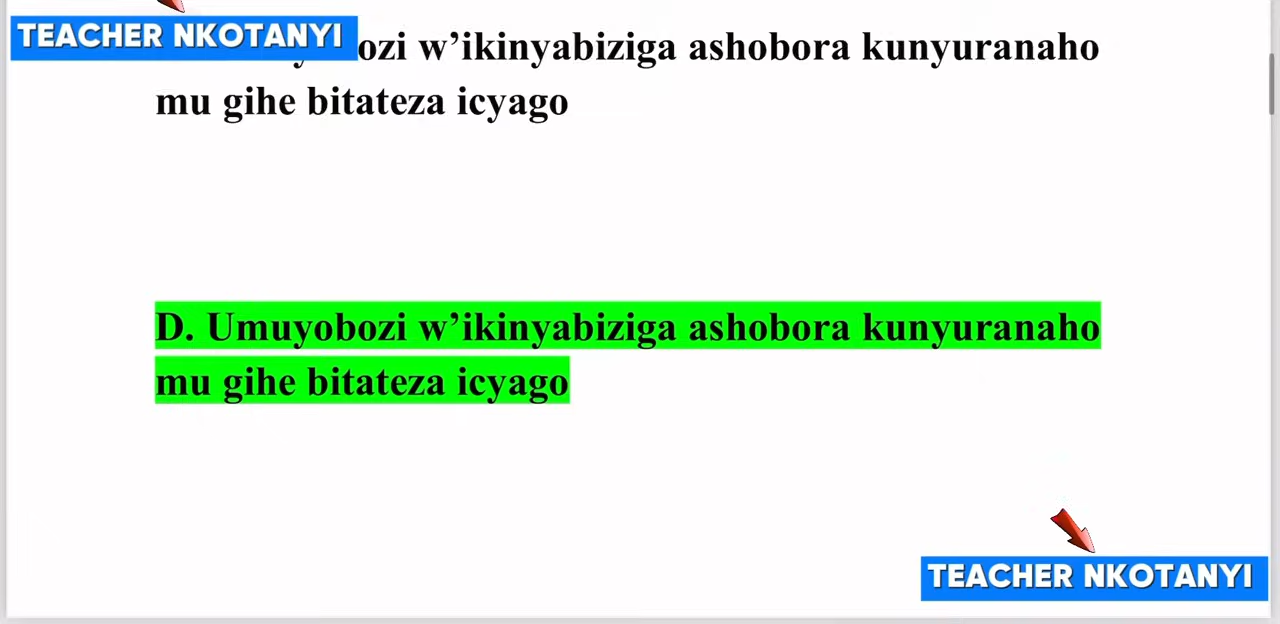 TEACHER NKOTANYI
w’ikinyabiziga ashobora kunyuranaho
mu gihe bitateza icyago
D. Umuyobozi w’ikinyabiziga ashobora kunyuranaho
mu gihe bitateza icyago
TEACHER NKOTANYI